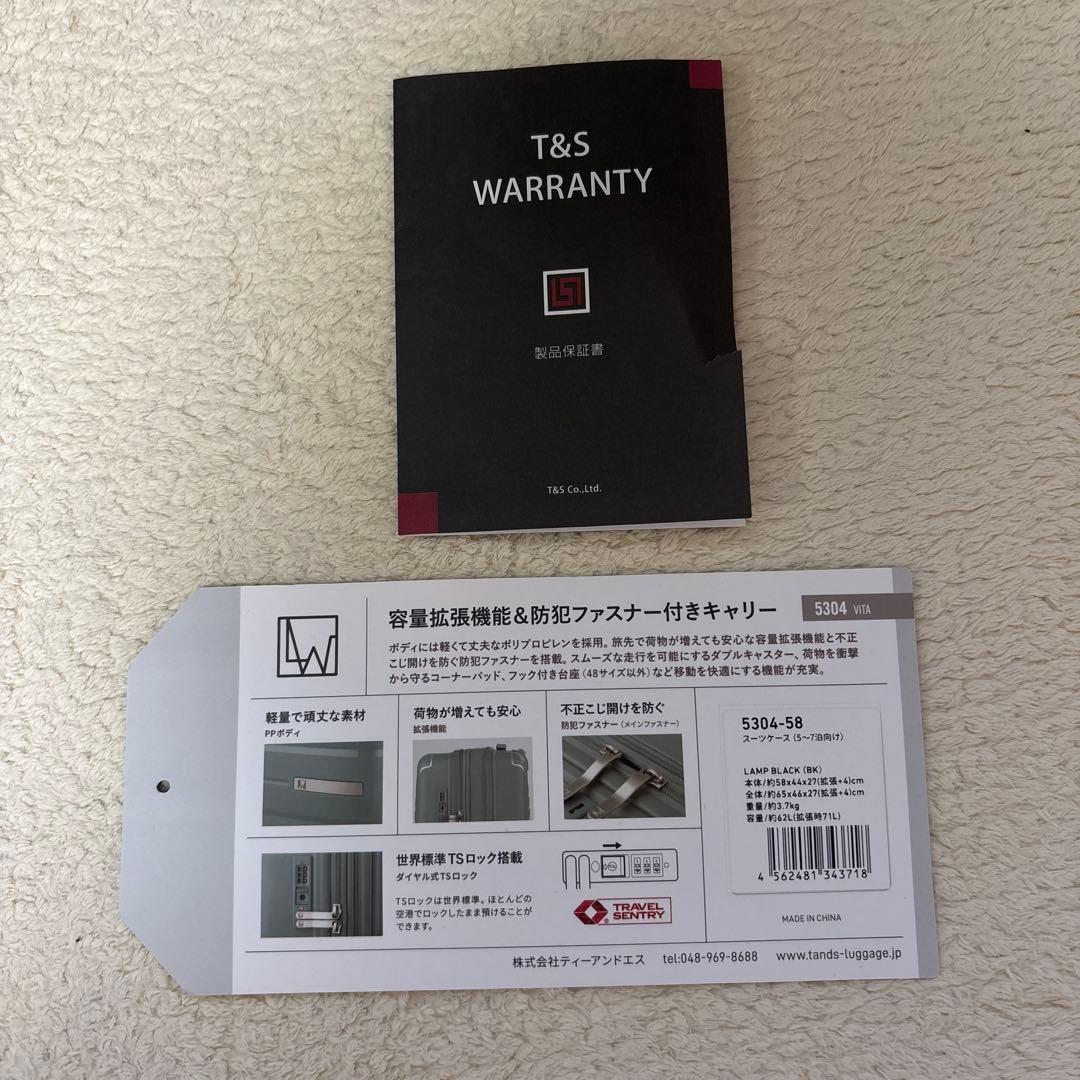 T&S
WARRANTY
製品保証書
T&S Co.,Ltd.
LW
容量拡張機能&防犯ファスナー付きキャリー
5304 VITA
ボディには軽くて丈夫なポリプロピレンを採用。旅先で荷物が増えても安心な容量拡張機能と不正
こじ開けを防ぐ防犯ファスナーを搭載。スムーズな走行を可能にするダブルキャスター、荷物を衝撃
から守るコーナーパッド、フック付き台座（48サイズ以外）など移動を快適にする機能が充実。
軽量で頑丈な素材
PPボディ
荷物が増えても安心
拡張機能
不正こじ開けを防ぐ
防犯ファスナー（メインファスナー）
世界標準TSロック搭載
ダイヤル式TSロック
TSロックは世界標準。ほとんどの
空港でロックしたまま預けることが
できます。
TRAVEL
SENTRY
®
5304-58
スーツケース（5～7泊向け）
LAMP BLACK（BK）
本体/約58x44x27(拡張+4)cm
全体/約65x46x27(拡張+4)cm
重量/約3.7kg
容量/約62L(拡張時71L)
4 562481 343718
MADE IN CHINA
株式会社ティーアンドエス tel:048-969-8688 www.tands-luggage.jp